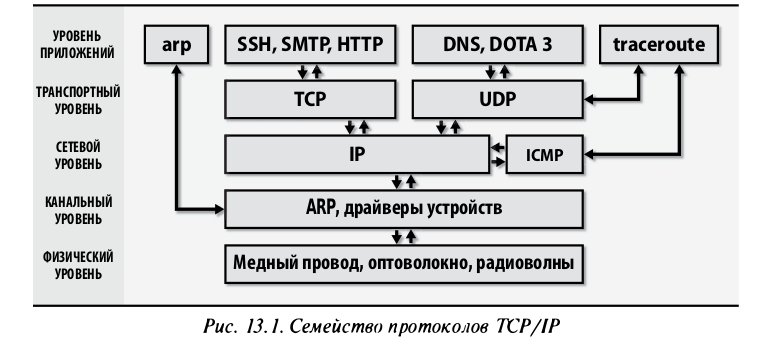 УРОВЕНЬ
ПРИЛОЖЕНИЙ
arp
SSH, SMTP, HTTP
DNS, DOTA 3
traceroute
ТРАНСПОРТНЫЙ
УРОВЕНЬ
TCP
UDP
СЕТЕВОЙ
УРОВЕНЬ
IP
ICMP
КАНАЛЬНЫЙ
УРОВЕНЬ
ARP, драйверы устройств
ФИЗИЧЕСКИЙ
УРОВЕНЬ
Медный провод, оптоволокно, радиоволны
Рис. 13.1. Семейство протоколов TCP/IP